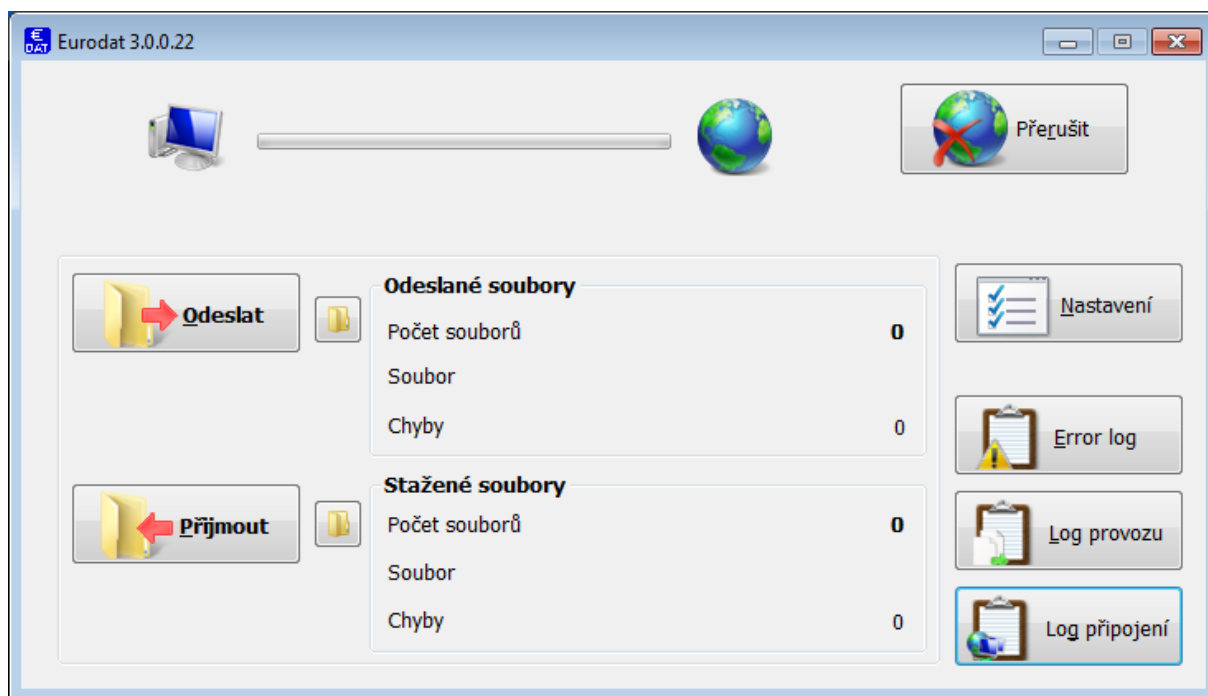 €
DAT
Eurodat 3.0.0.22
Přerušit
Odeslat
Odeslané soubory
Počet souborů 0
Soubor
Chyby 0
Nastavení
Error log
Přijmout
Stažené soubory
Počet souborů 0
Soubor
Chyby 0
Log provozu
Log připojení